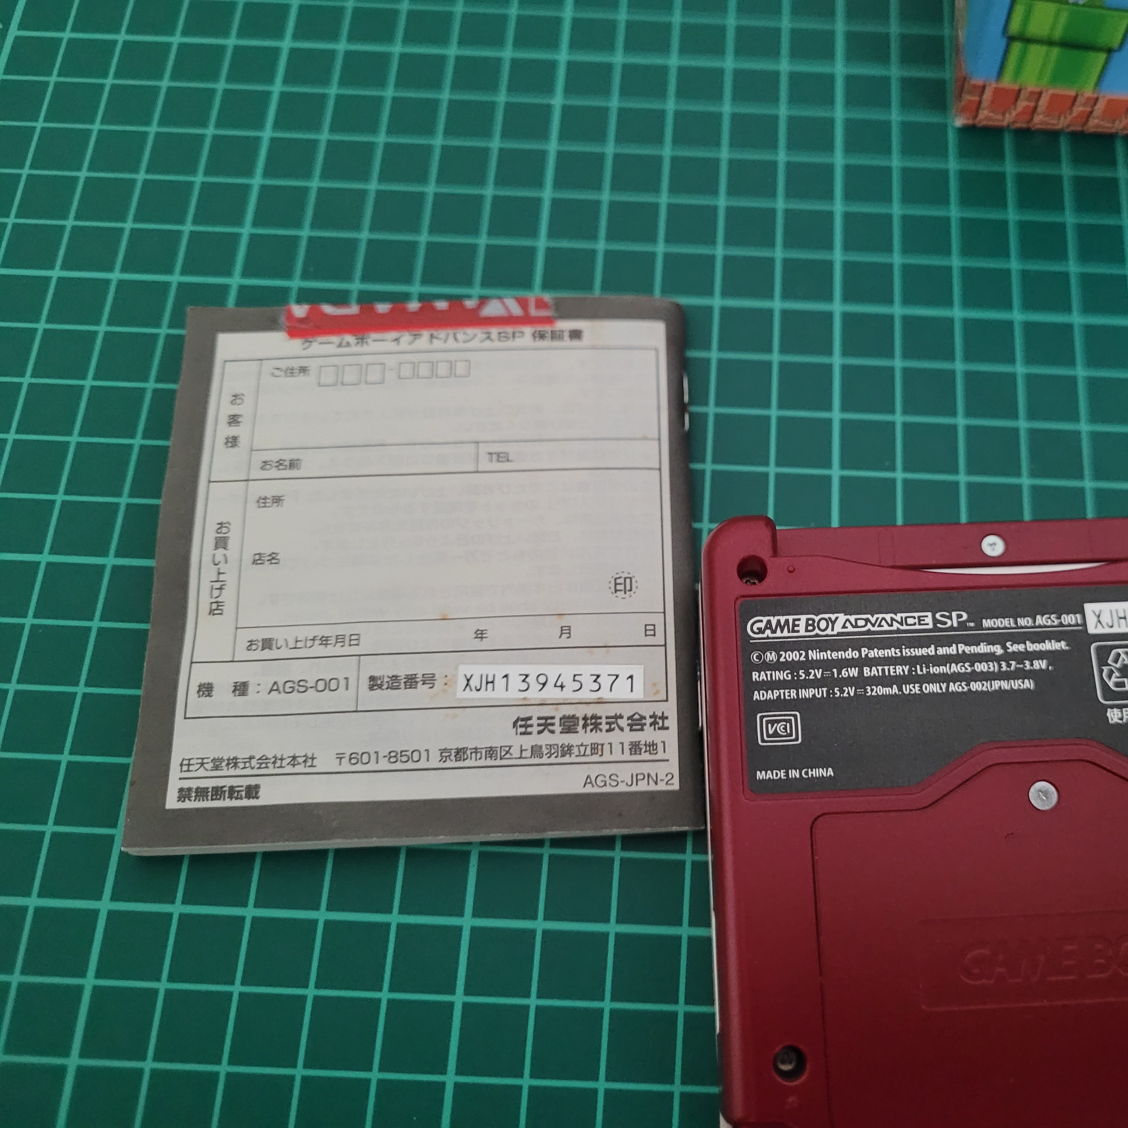 ゲームボーイアドバンスSP 保証書
お客様
ご住所
お名前
TEL
お買い上げ店
住所
店名
印
お買い上げ年月日 年 月 日
機 種：AGS-001
製造番号：XJH13945371
任天堂株式会社
任天堂株式会社本社 〒601-8501 京都市南区上鳥羽鉾立町11番地1
禁無断転載
AGS-JPN-2
GAME BOY ADVANCE SP TM MODEL NO. AGS-001 XJH
©Ⓜ 2002 Nintendo Patents issued and Pending, See booklet.
RATING : 5.2V⎓1.6W BATTERY : Li-ion(AGS-003) 3.7-3.8V ,
ADAPTER INPUT : 5.2V⎓320mA. USE ONLY AGS-002(JPN/USA)
VCI
使用
MADE IN CHINA
GAME BO